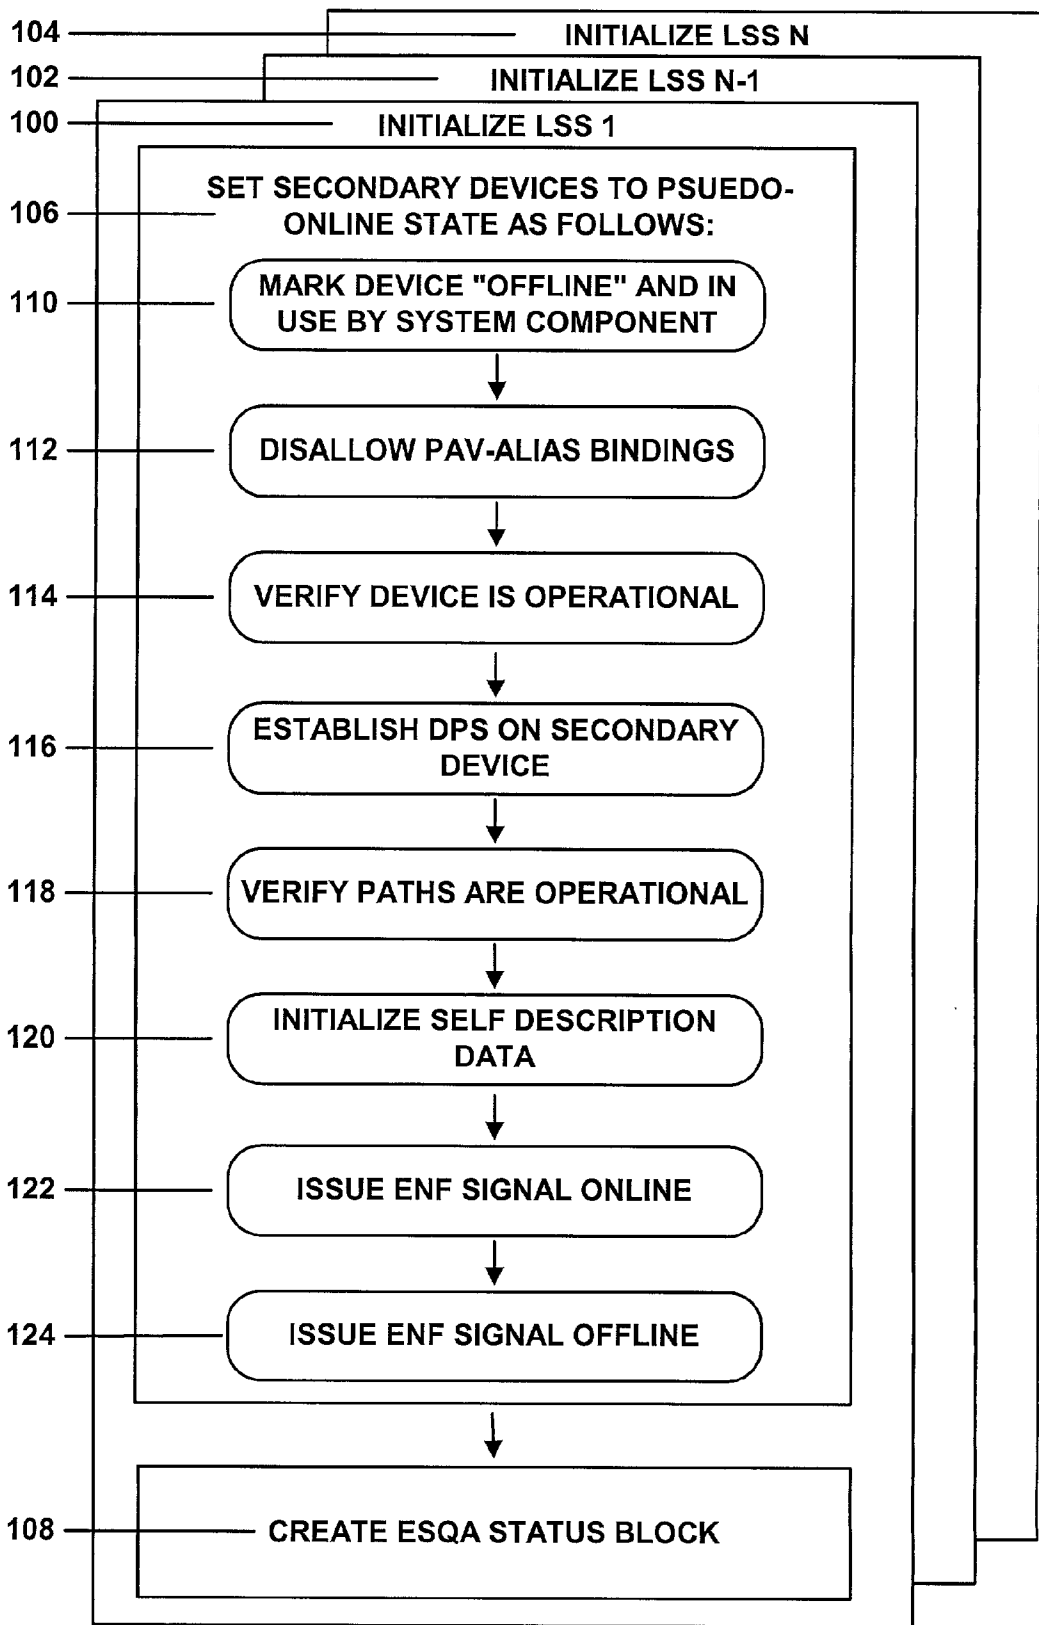 104 INITIALIZE LSS N
102 INITIALIZE LSS N-1
100 INITIALIZE LSS 1
SET SECONDARY DEVICES TO PSUEDO-
106 ONLINE STATE AS FOLLOWS:
MARK DEVICE "OFFLINE" AND IN
110 USE BY SYSTEM COMPONENT
112 DISALLOW PAV-ALIAS BINDINGS
114 VERIFY DEVICE IS OPERATIONAL
ESTABLISH DPS ON SECONDARY
116 DEVICE
118 VERIFY PATHS ARE OPERATIONAL
INITIALIZE SELF DESCRIPTION
120 DATA
122 ISSUE ENF SIGNAL ONLINE
124 ISSUE ENF SIGNAL OFFLINE
108 CREATE ESQA STATUS BLOCK